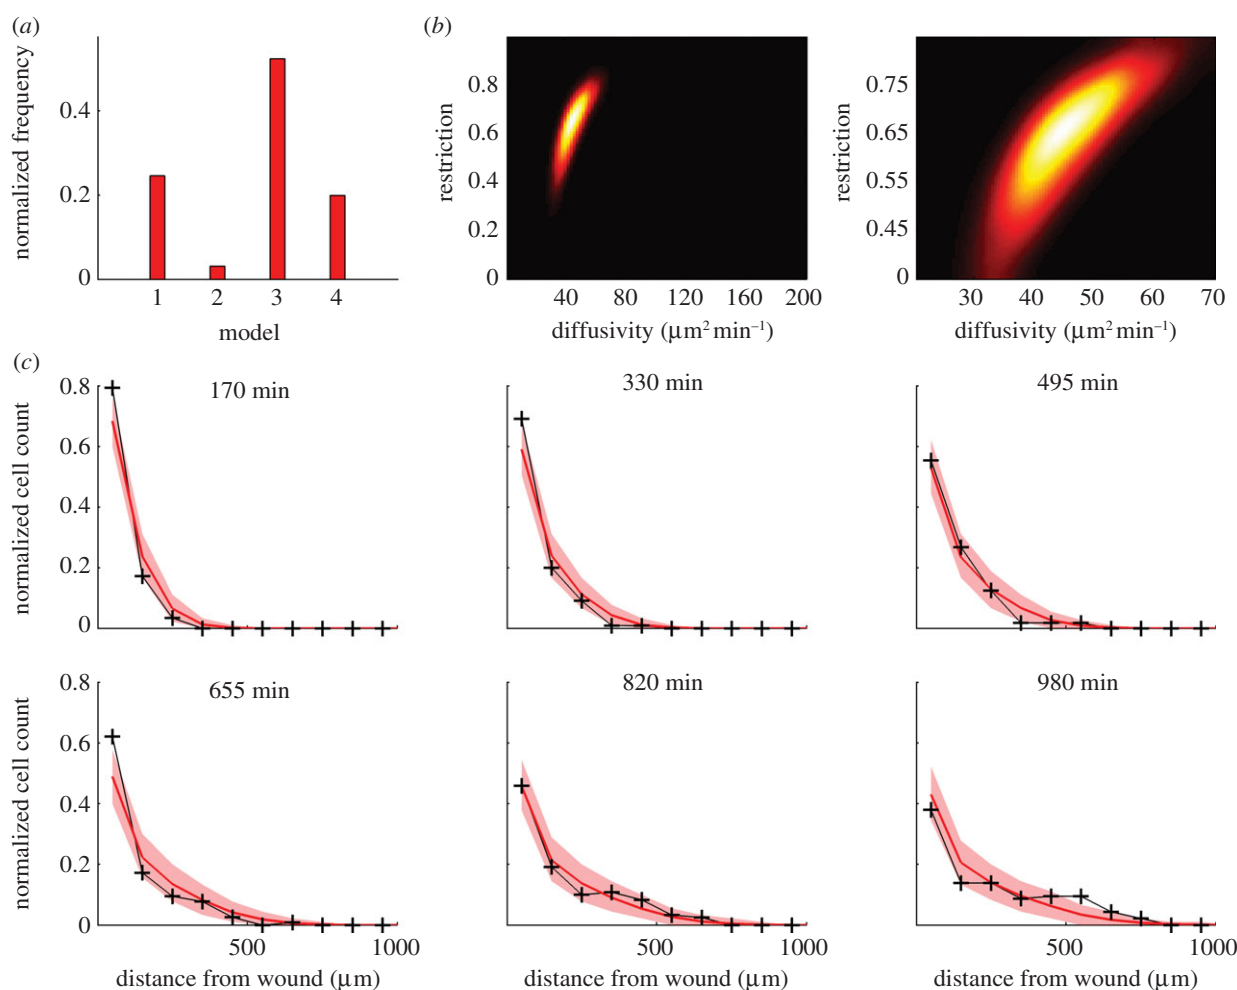 (a)
normalized frequency
0.4
0.2
0
1 2 3 4
model
(b)
restriction
0.8
0.6
0.4
0.2
0
40 80 120 160 200
diffusivity (μm² min⁻¹)
restriction
0.75
0.65
0.55
0.45
0
30 40 50 60 70
diffusivity (μm² min⁻¹)
(c)
normalized cell count
0.8
0.6
0.4
0.2
0
170 min
330 min
495 min
normalized cell count
0.8
0.6
0.4
0.2
0
655 min
820 min
980 min
500 1000
distance from wound (μm)
500 1000
distance from wound (μm)
500 1000
distance from wound (μm)